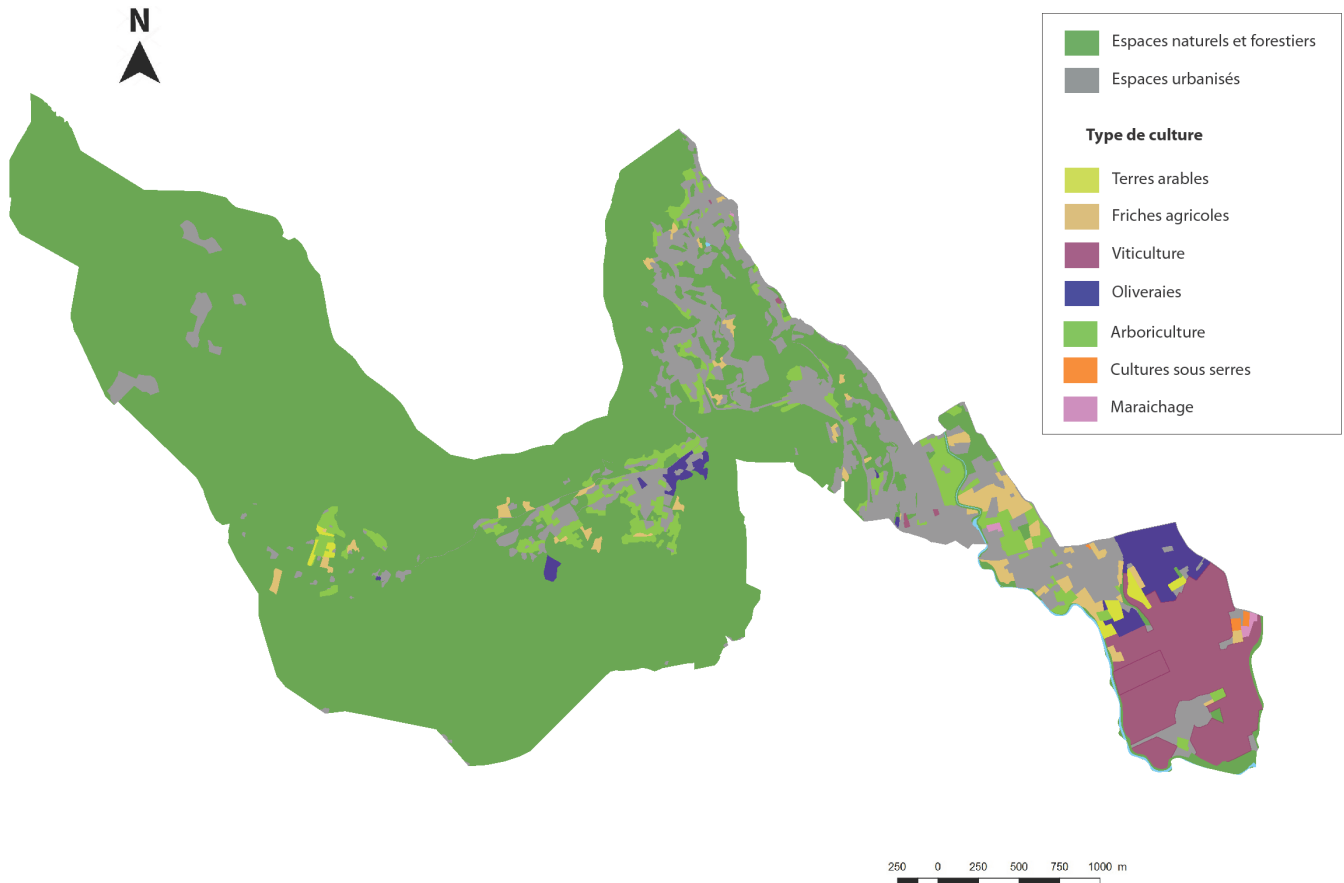 N
Espaces naturels et forestiers
Espaces urbanisés
Type de culture
Terres arables
Friches agricoles
Viticulture
Oliveraies
Arboriculture
Cultures sous serres
Maraichage
250 0 250 500 750 1000 m